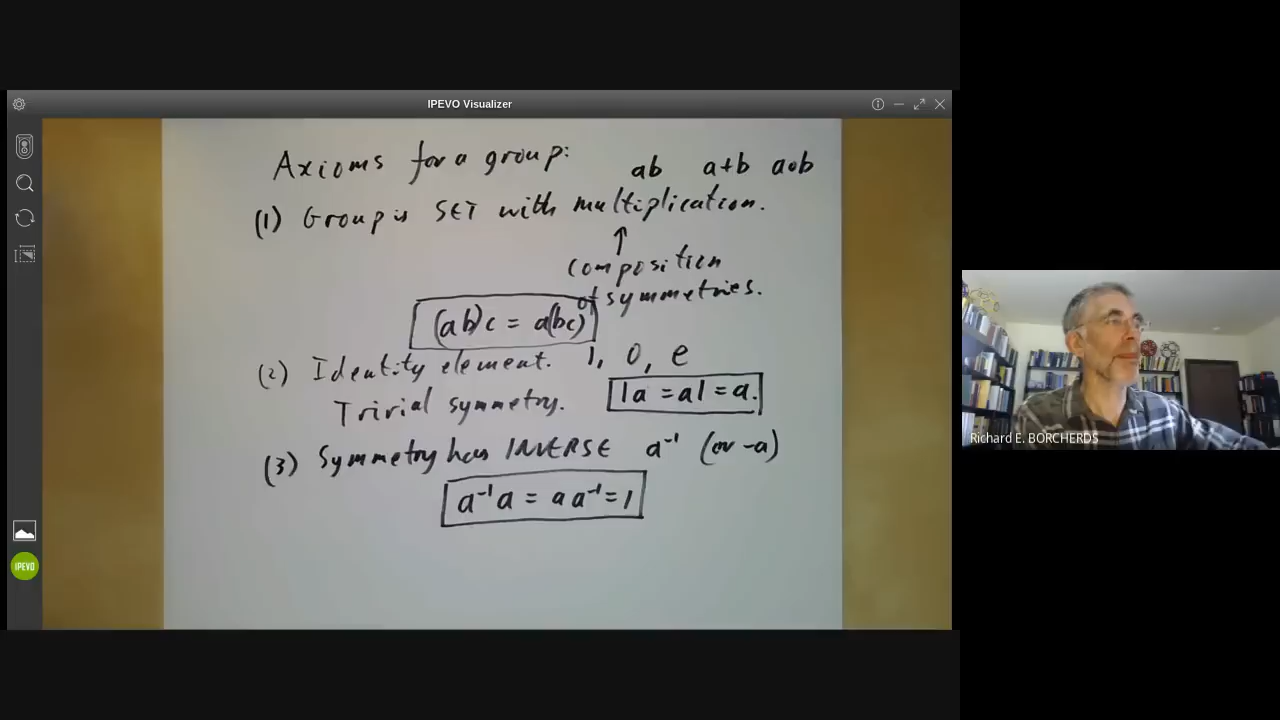 IPEVO Visualizer
Axioms for a group:
ab a+b a∘b
(1) Group is SET with multiplication.
↑
composition
of symmetries.
(ab)c = a(bc)
(2) Identity element. 1, 0, e
Trivial symmetry. 1a = a1 = a.
(3) Symmetry has INVERSE a⁻¹ (or -a)
a⁻¹a = aa⁻¹ = 1
IPEVO
Richard E. BORCHERDS